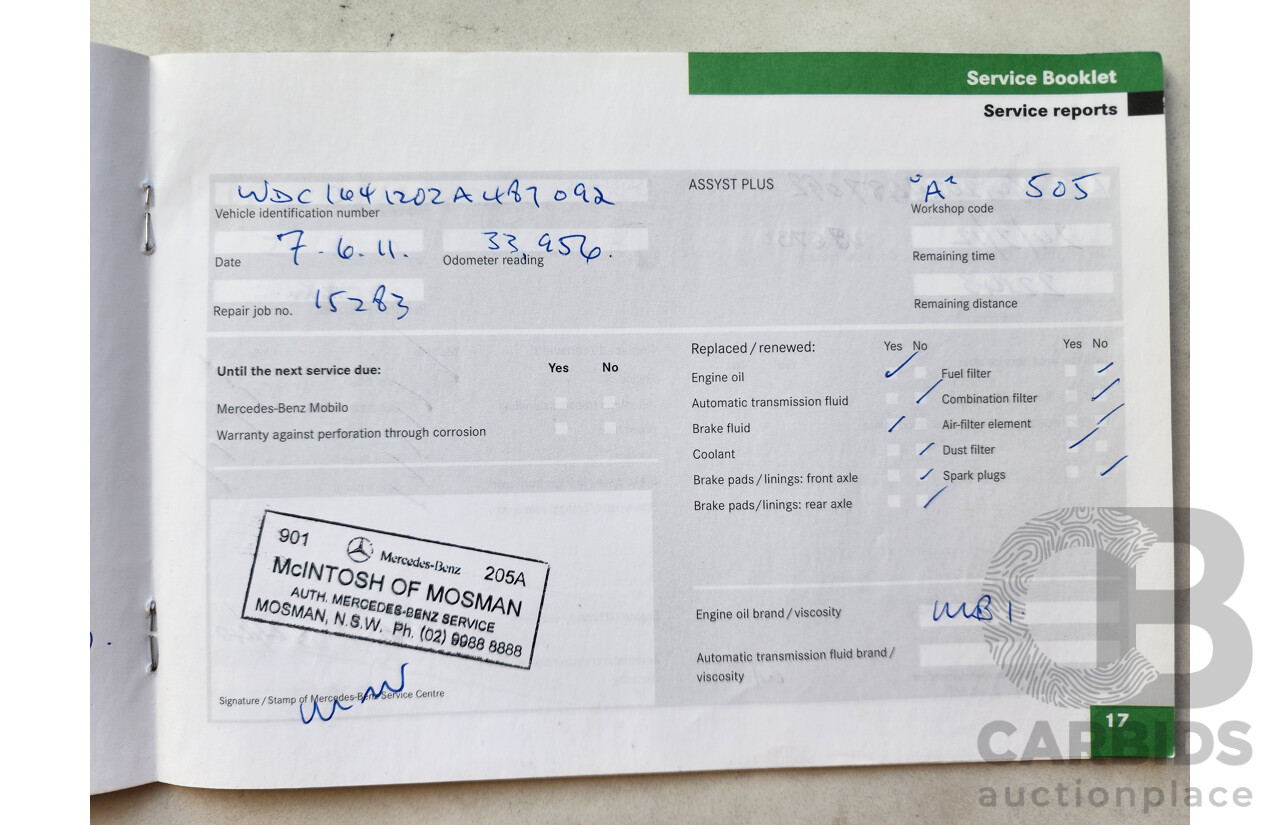 Service Booklet
Service reports
WDC1641202A487092
Vehicle identification number
ASSYST PLUS
"A" 505
Workshop code
7.6.11.
Date
33,956.
Odometer reading
Remaining time
Repair job no. 15283
Remaining distance
Until the next service due: Yes No
Mercedes-Benz Mobilo
Warranty against perforation through corrosion
Replaced / renewed: Yes No Yes No
Engine oil
Automatic transmission fluid
Brake fluid
Coolant
Brake pads / linings: front axle
Brake pads / linings: rear axle
Fuel filter
Combination filter
Air-filter element
Dust filter
Spark plugs
901 Mercedes-Benz 205A
McINTOSH OF MOSMAN
AUTH. MERCEDES-BENZ SERVICE
MOSMAN, N.S.W. Ph. (02) 9988 8888
Signature / Stamp of Mercedes-Benz Service Centre
Engine oil brand / viscosity MB1
Automatic transmission fluid brand /
viscosity
17
CARBIDS
auctionplace